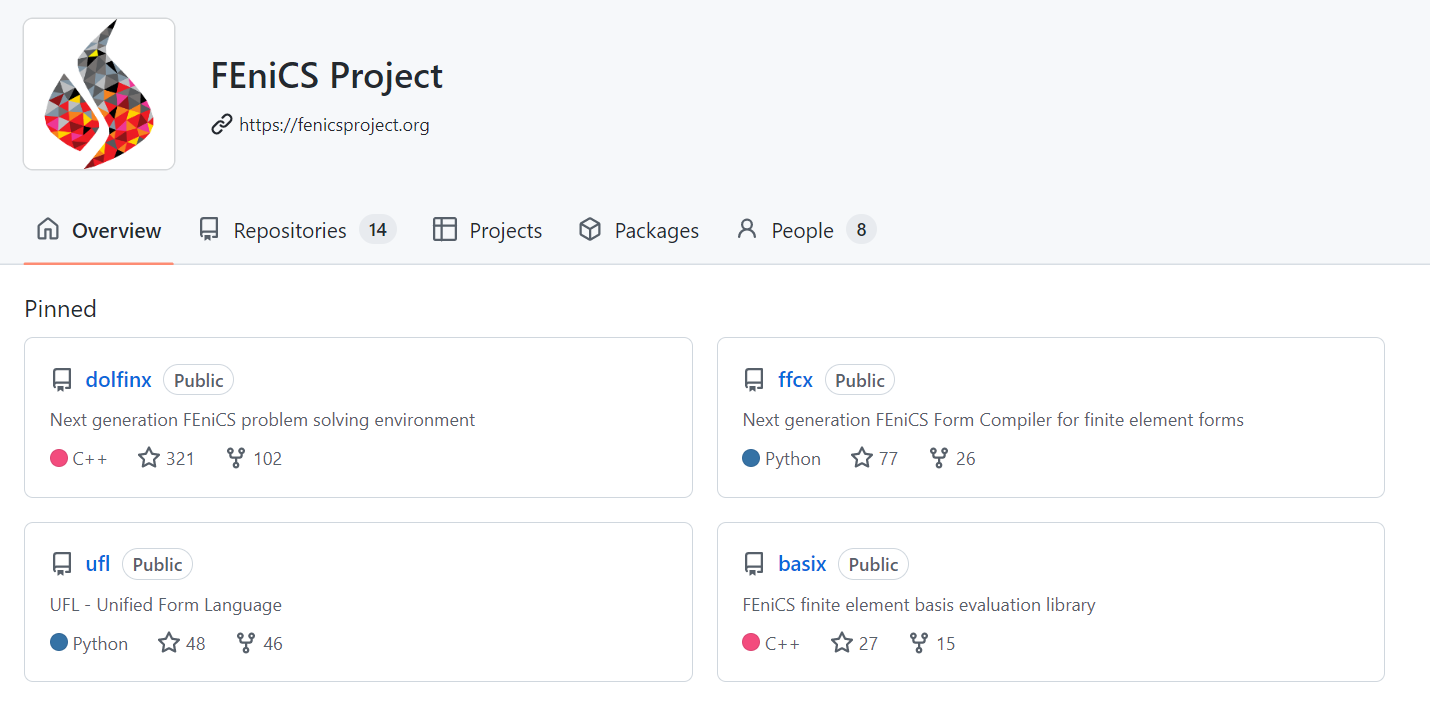 FEniCS Project
https://fenicsproject.org
Overview Repositories 14 Projects Packages People 8
Pinned
dolfinx Public
Next generation FEniCS problem solving environment
C++ 321 102
ffcx Public
Next generation FEniCS Form Compiler for finite element forms
Python 77 26
ufl Public
UFL - Unified Form Language
Python 48 46
basix Public
FEniCS finite element basis evaluation library
C++ 27 15